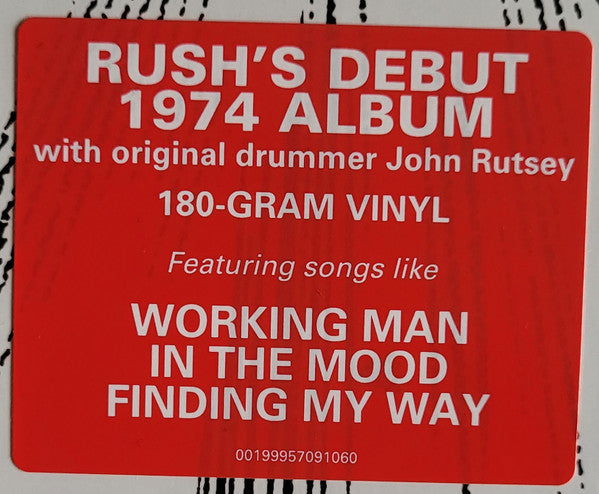 RUSH'S DEBUT
1974 ALBUM
with original drummer John Rutsey
180-GRAM VINYL
Featuring songs like
WORKING MAN
IN THE MOOD
FINDING MY WAY
00199957091060